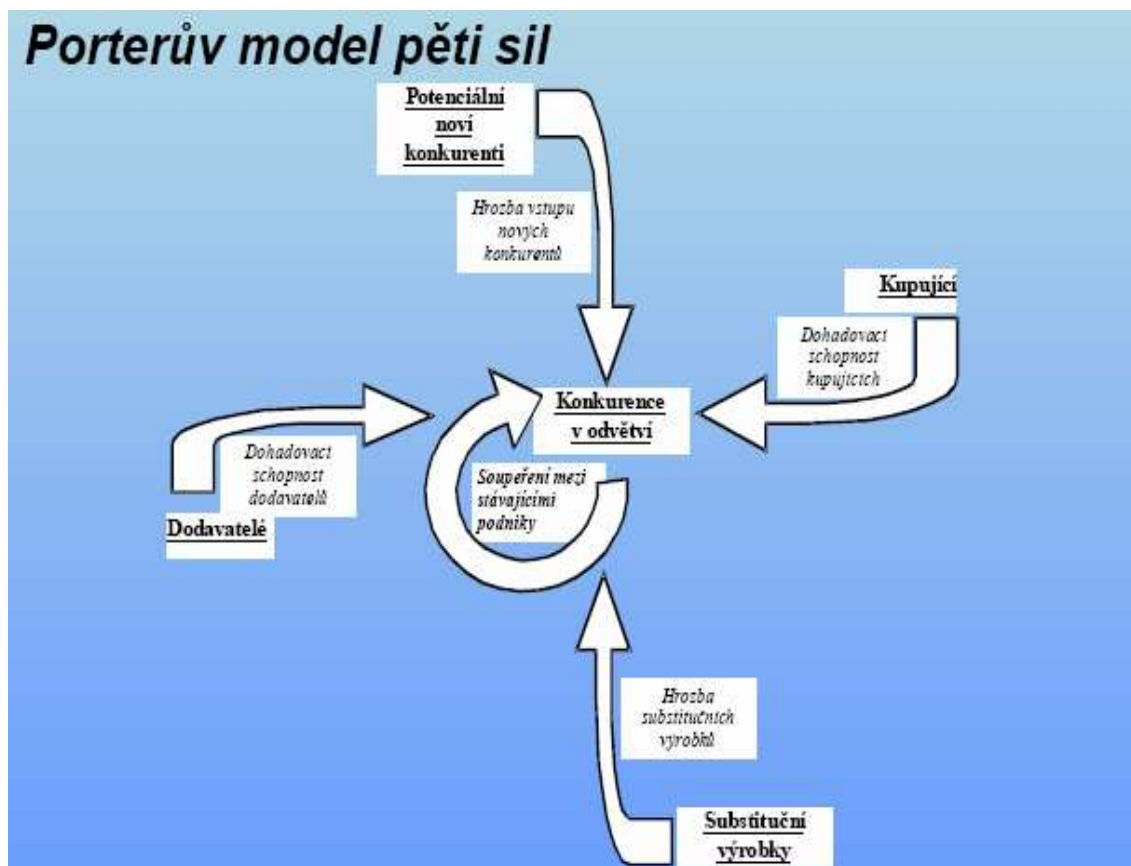 Porterův model pěti sil
Potenciální
noví
konkurenti
Hrozba vstupu
nových
konkurentů
Kupující
Dohadovací
schopnost
kupujících
Konkurence
v odvětví
Dohadovací
schopnost
dodavatelů
Soupeření mezi
stávajícími
podniky
Dodavatelé
Hrozba
substitučních
výrobků
Substituční
výrobky